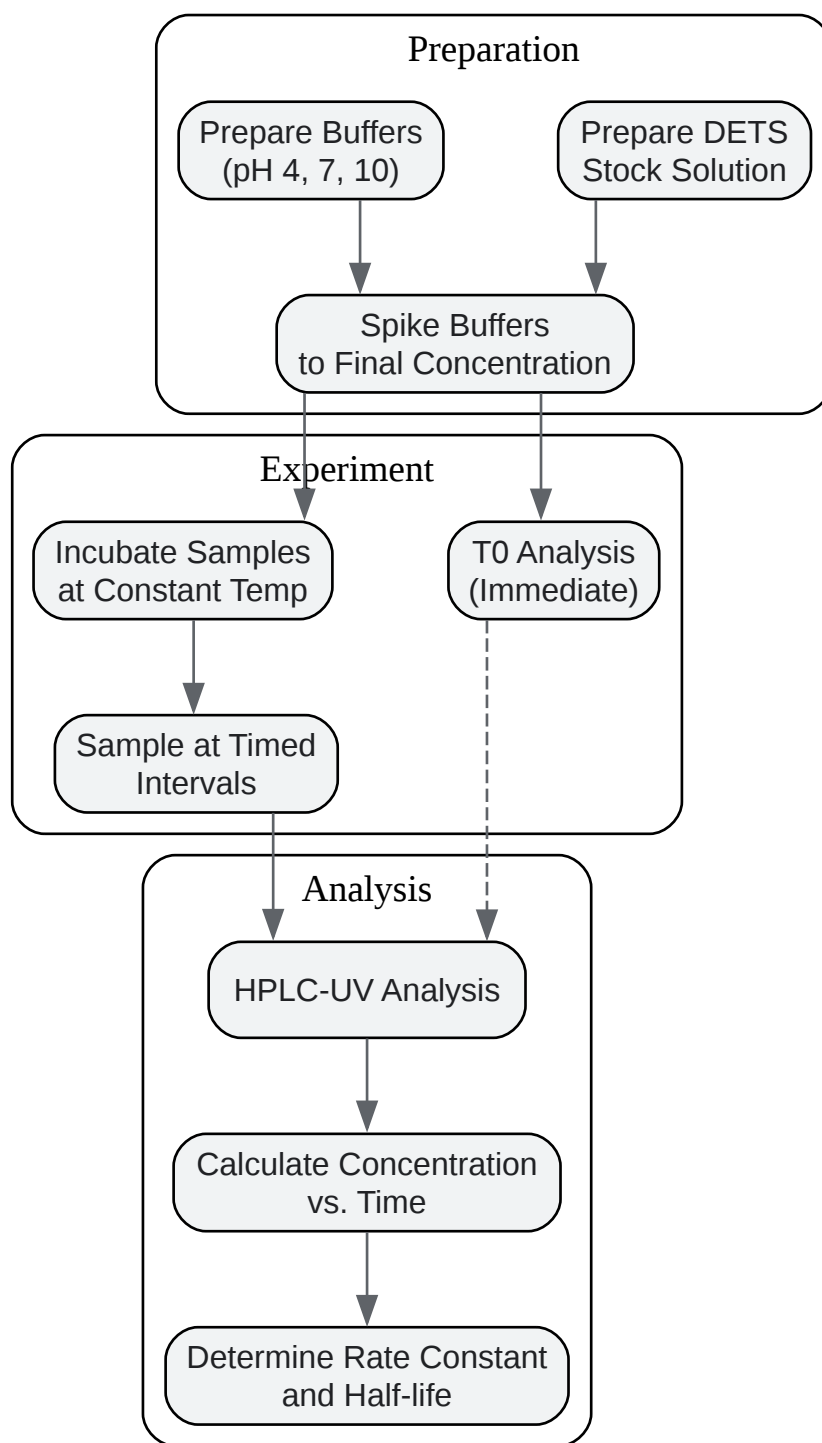 Preparation
Prepare Buffers
(pH 4, 7, 10)
Prepare DETS
Stock Solution
Spike Buffers
to Final Concentration
Experiment
Incubate Samples
at Constant Temp
T0 Analysis
(Immediate)
Sample at Timed
Intervals
Analysis
HPLC-UV Analysis
Calculate Concentration
vs. Time
Determine Rate Constant
and Half-life